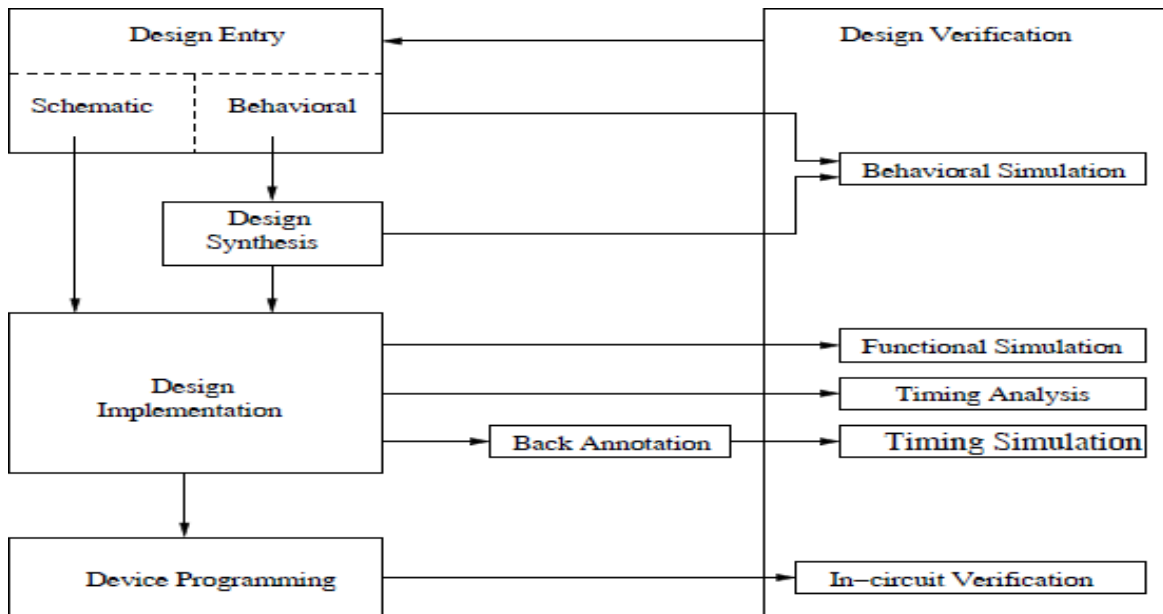 Design Entry
Design Verification
Schematic
Behavioral
Behavioral Simulation
Design
Synthesis
Functional Simulation
Design
Implementation
Timing Analysis
Back Annotation
Timing Simulation
Device Programming
In-circuit Verification